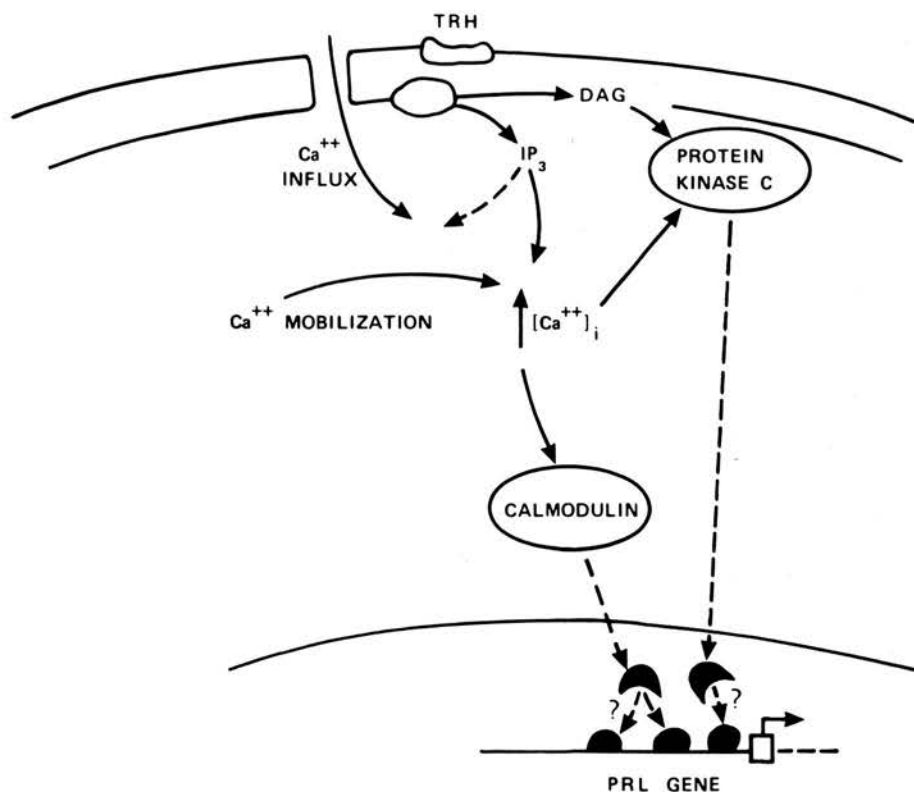 TRH
DAG
Ca++
INFLUX
IP3
PROTEIN
KINASE C
Ca++ MOBILIZATION
[Ca++]i
CALMODULIN
?
?
PRL GENE